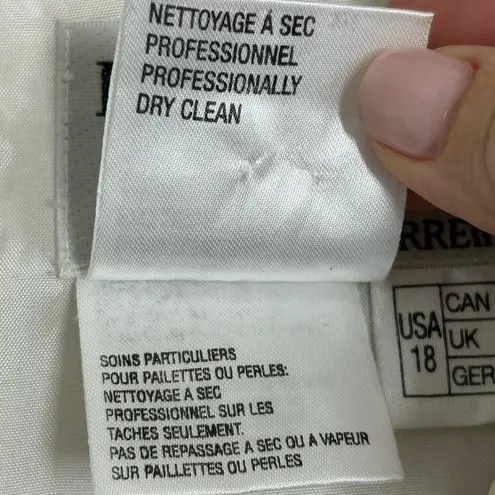 NETTOYAGE À SEC
PROFESSIONNEL
PROFESSIONALLY
DRY CLEAN
USA
18
CAN
UK
GER
SOINS PARTICULIERS
POUR PAILETTES OU PERLES:
NETTOYAGE A SEC
PROFESSIONNEL SUR LES
TACHES SEULEMENT.
PAS DE REPASSAGE A SEC OU A VAPEUR
SUR PAILLETTES OU PERLES